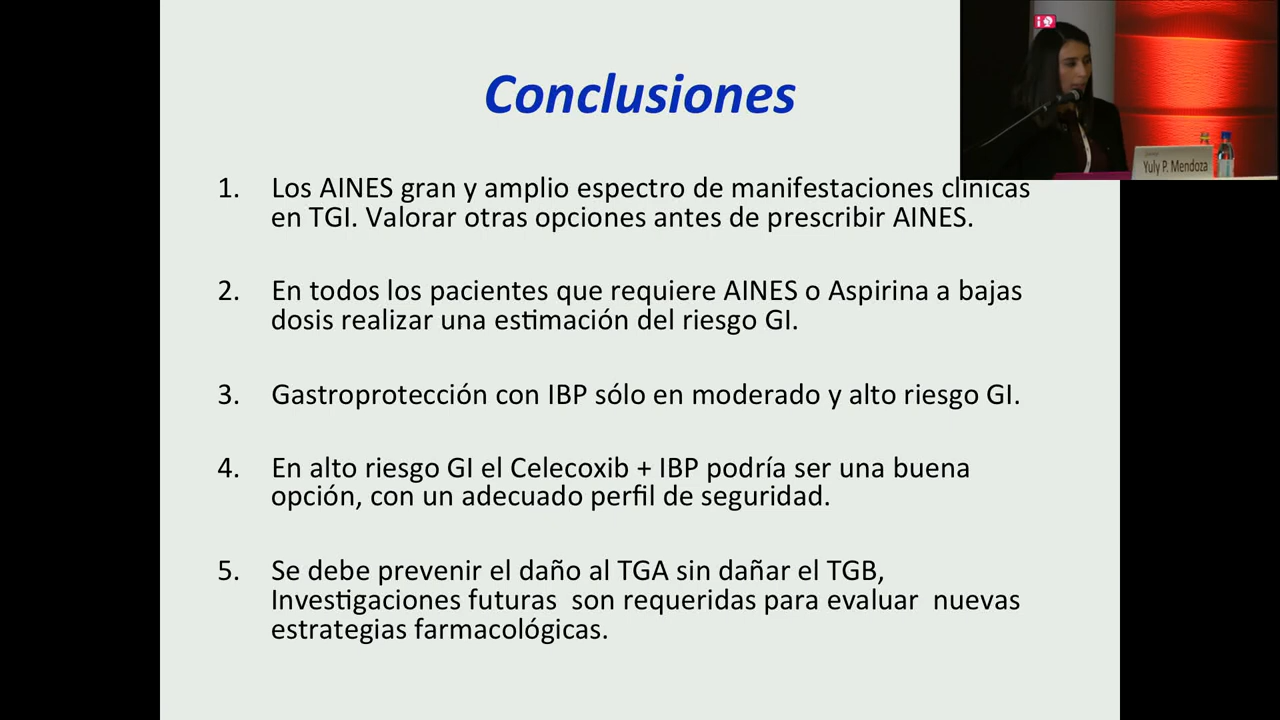 Conclusiones
Yuly P. Mendoza
1. Los AINES gran y amplio espectro de manifestaciones clínicas
en TGI. Valorar otras opciones antes de prescribir AINES.
2. En todos los pacientes que requiere AINES o Aspirina a bajas
dosis realizar una estimación del riesgo GI.
3. Gastroprotección con IBP sólo en moderado y alto riesgo GI.
4. En alto riesgo GI el Celecoxib + IBP podría ser una buena
opción, con un adecuado perfil de seguridad.
5. Se debe prevenir el daño al TGA sin dañar el TGB,
Investigaciones futuras son requeridas para evaluar nuevas
estrategias farmacológicas.